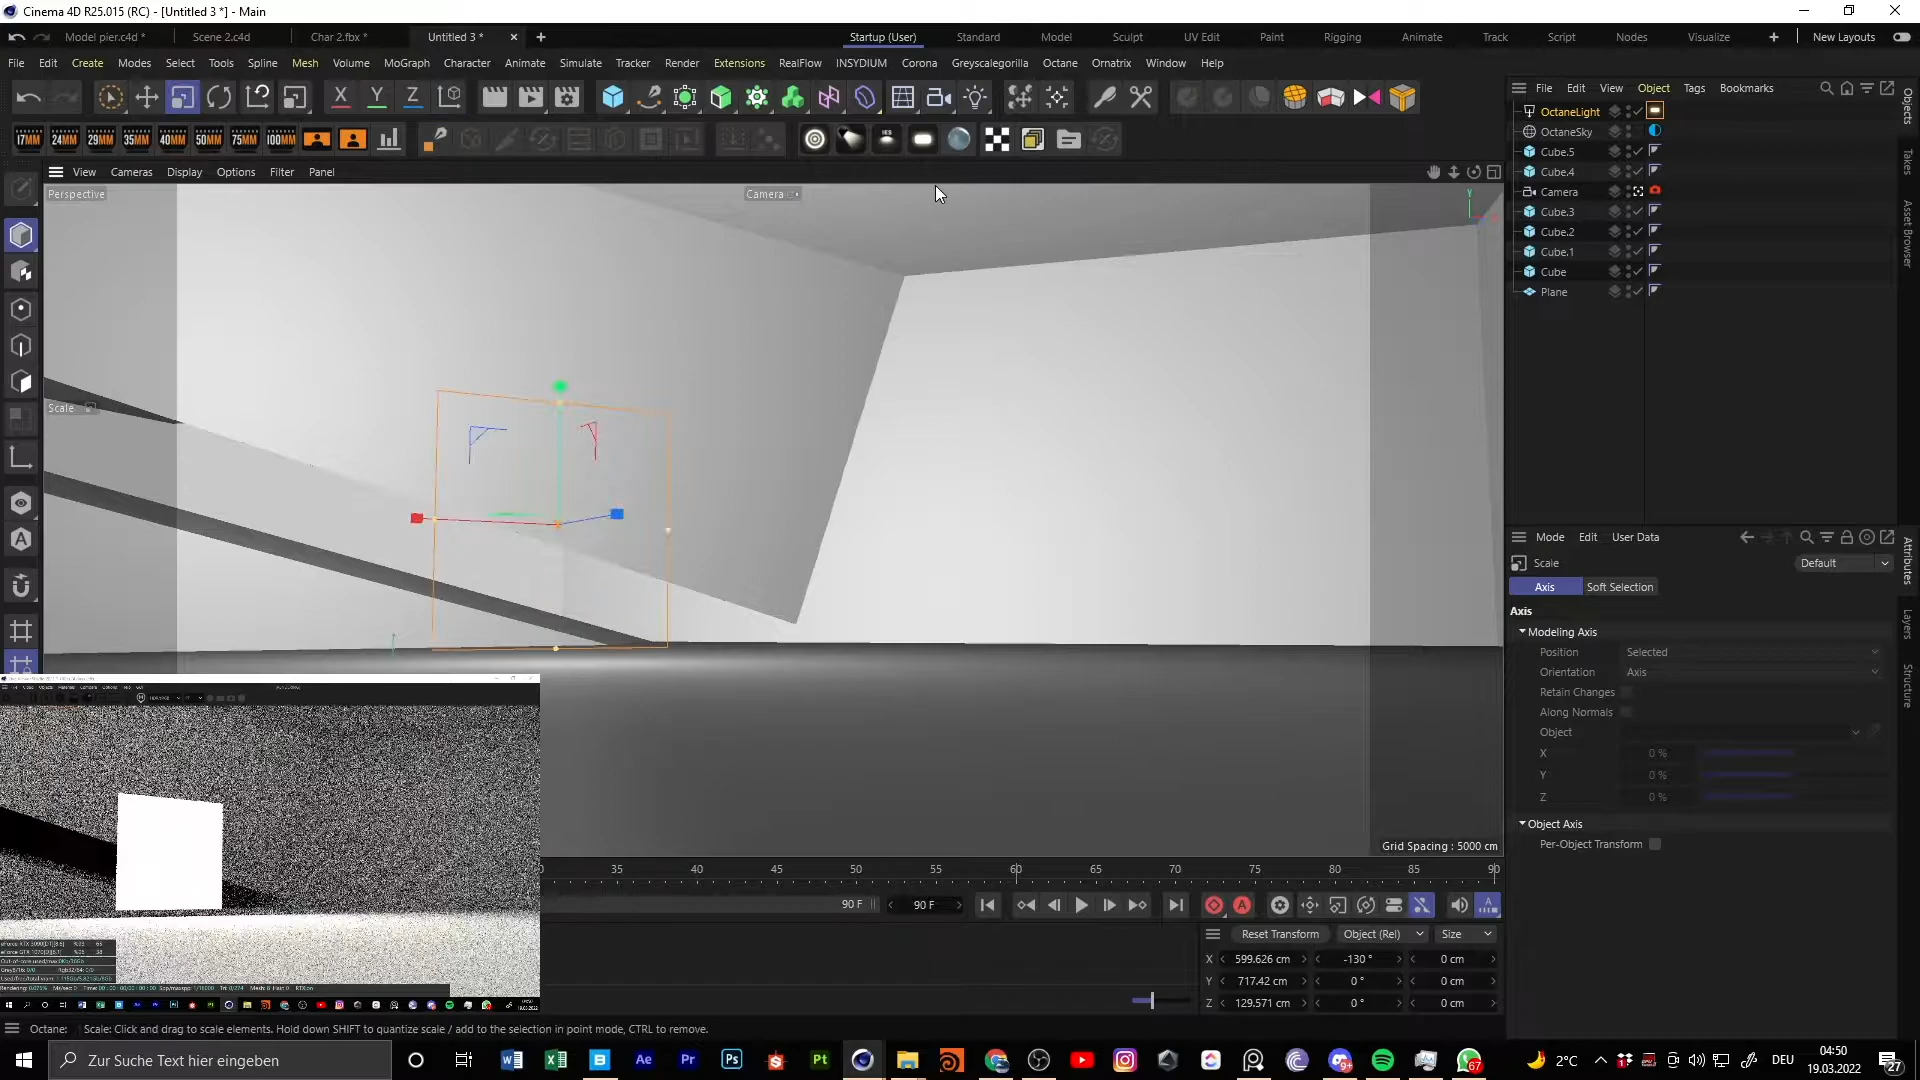 Cinema 4D R25.015 (RC) - [Untitled 3 *] - Main
Model pier.c4d *
Scene 2.c4d
Char 2.fbx *
Untitled 3 *
Startup (User)
Standard
Model
Sculpt
UV Edit
Paint
Rigging
Animate
Track
Script
Nodes
Visualize
New Layouts
File Edit Create Modes Select Tools Spline Mesh Volume MoGraph Character Animate Simulate Tracker Render Extensions RealFlow INSYDIUM Corona Greyscalegorilla Octane Ornatrix Window Help
X Y Z
17MM 24MM 29MM 35MM 40MM 50MM 75MM 100MM
View Cameras Display Options Filter Panel
Perspective
Camera
Y
Scale
Grid Spacing : 5000 cm
File Edit View Object Tags Bookmarks
OctaneLight
OctaneSky
Cube.5
Cube.4
Camera
Cube.3
Cube.2
Cube.1
Cube
Plane
Objects
Takes
Asset Browser
Attributes
Layers
Structure
Mode Edit User Data
Scale
Default
Axis
Soft Selection
Axis
Modeling Axis
Position Selected
Orientation Axis
Retain Changes
Along Normals
Object
X 0 %
Y 0 %
Z 0 %
Object Axis
Per-Object Transform
35 40 45 50 55 60 65 70 75 80 85 90
90 F
90 F
Reset Transform
Object (Rel)
Size
X 599.626 cm -130 ° 0 cm
Y 717.42 cm 0 ° 0 cm
Z 129.571 cm 0 ° 0 cm
Octane: Scale: Click and drag to scale elements. Hold down SHIFT to quantize scale / add to the selection in point mode, CTRL to remove.
Zur Suche Text hier eingeben
2°C
DEU
04:50
19.03.2022
27